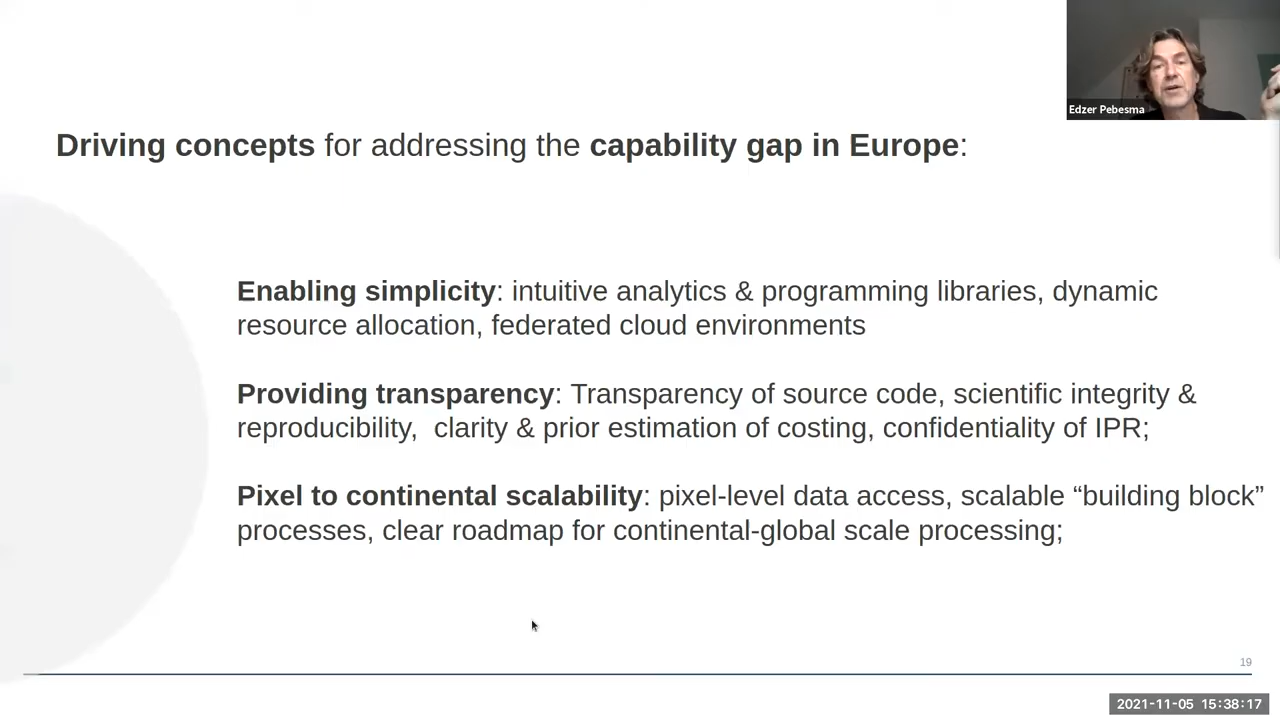 Edzer Pebesma
Driving concepts for addressing the capability gap in Europe:
Enabling simplicity: intuitive analytics & programming libraries, dynamic
resource allocation, federated cloud environments
Providing transparency: Transparency of source code, scientific integrity &
reproducibility,  clarity & prior estimation of costing, confidentiality of IPR;
Pixel to continental scalability: pixel-level data access, scalable “building block”
processes, clear roadmap for continental-global scale processing;
19
2021-11-05 15:38:17